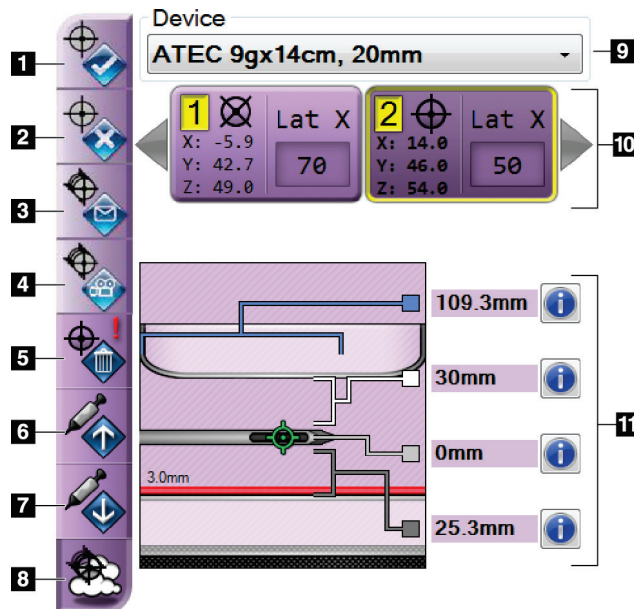 Device
ATEC 9gx14cm, 20mm
1
2
3
4
5
6
7
8
9
10
11
1
X: -5.9
Y: 42.7
Z: 49.0
Lat X
70
2
X: 14.0
Y: 46.0
Z: 54.0
Lat X
50
!
109.3mm
i
30mm
i
0mm
i
3.0mm
25.3mm
i